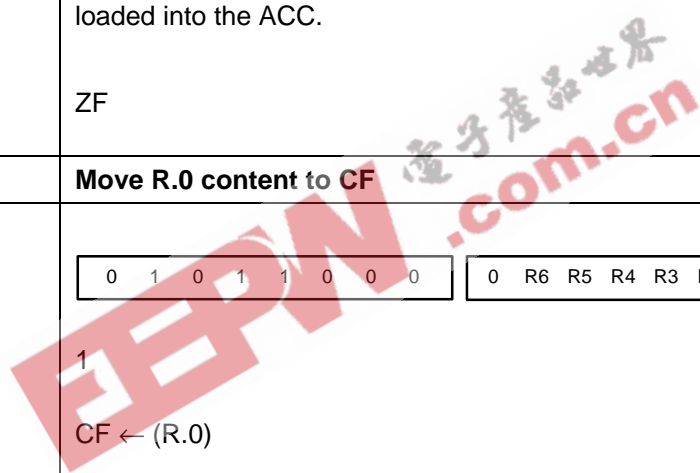 loaded into the ACC.
ZF
Move R.0 content to CF
0 1 0 1 1 0 0 0 0 R6 R5 R4 R3
1
CF ← (R.0)
EEPW .com.cn 电子产品世界